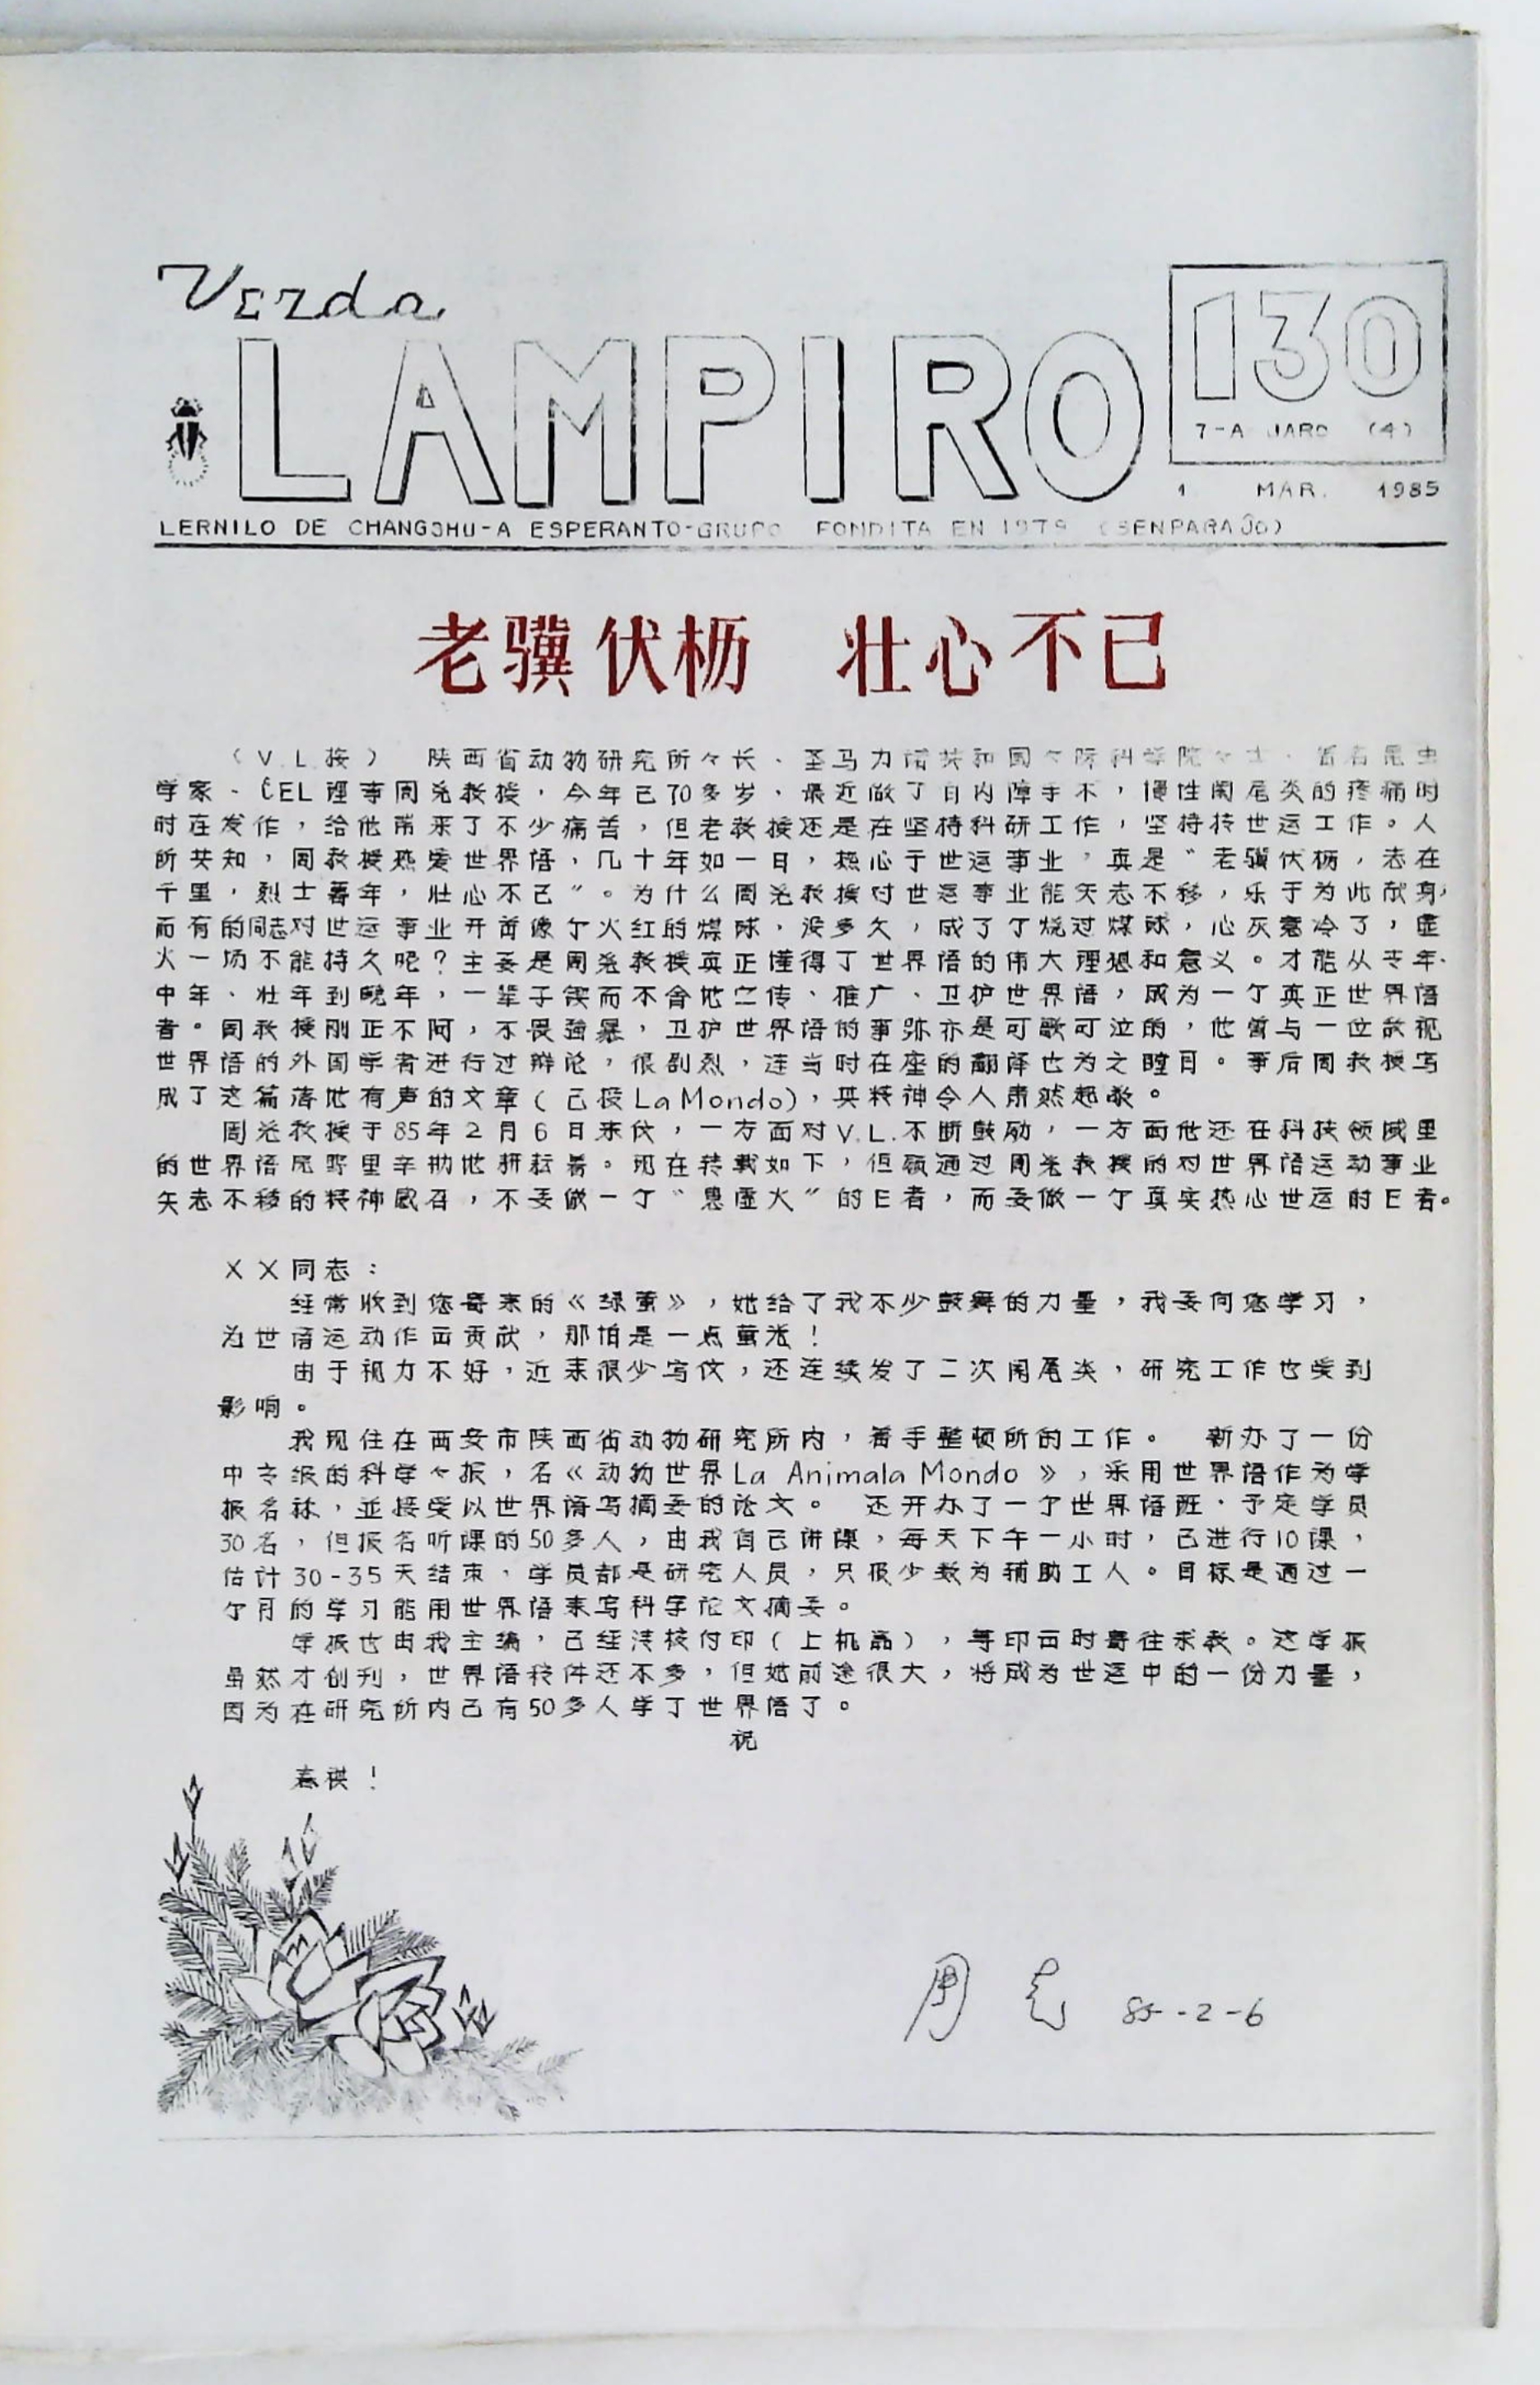 Verda
LAMPIRO
130
7-A JARO (4)
1 MAR. 1985
LERNILO DE CHANGSHU-A ESPERANTO-GRUPO FONDITA EN 1979 (SENPARAĴO)
老骥伏枥 壮心不已
(V.L.按) 陕西省动物研究所々长、圣马力诺共和国々际科学院々士、著名昆虫
学家、ĈEL理事周尧教授，今年已70多岁、最近做了白内障手术，慢性阑尾炎的疼痛时
时在发作，给他带来了不少痛苦，但老教授还是在坚持科研工作，坚持持世运工作。人
所共知，周教授热爱世界语，几十年如一日，热心于世运事业，真是“老骥伏枥，志在
千里，烈士暮年，壮心不已”。为什么周尧教授对世运事业能矢志不移，乐于为此献身，
而有的同志对世运事业开首像个火红的煤球，没多久，成了个烧过煤球，心灰意冷了，虚
火一场不能持久呢？主要是周尧教授真正懂得了世界语的伟大理想和意义。才能从青年、
中年、壮年到晚年，一辈子锲而不舍地宣传、推广、卫护世界语，成为一个真正世界语
者。周教授刚正不阿，不畏强暴，卫护世界语的事跡亦是可歌可泣的，他曾与一位敌视
世界语的外国学者进行过辩论，很剧烈，连当时在座的翻译也为之瞠目。事后周教授写
成了这篇落地有声的文章(已投La Mondo)，其精神令人肃然起敬。
周尧教授于85年2月6日来伩，一方面对V.L.不断鼓励，一方面他还在科技领域里
的世界语原野里辛勤地耕耘着。现在转载如下，但愿通过周尧教授的对世界语运动事业
矢志不移的精神感召，不要做一个“患虚火”的E者，而要做一个真实热心世运的E者。
××同志：
经常收到您寄来的《绿萤》，她给了我不少鼓舞的力量，我要向您学习，
为世语运动作出贡献，那怕是一点萤光！
由于视力不好，近来很少写伩，还连续发了二次阑尾炎，研究工作也受到
影响。
我现住在西安市陕西省动物研究所内，着手整顿所的工作。 新办了一份
中专级的科学々报，名《动物世界La Animala Mondo》，采用世界语作为学
报名称，並接受以世界语写摘要的论文。 还开办了一个世界语班，予定学员
30名，但报名听课的50多人，由我自己讲课，每天下午一小时，已进行10课，
估计30-35天结束，学员都是研究人员，只很少数为辅助工人。目标是通过一
个月的学习能用世界语来写科学论文摘要。
学报也由我主编，已经决校付印(上机器)，等印出时寄往求教。这学报
虽然才创刊，世界语稿件还不多，但她前途很大，将成为世运中的一份力量，
因为在研究所内已有50多人学了世界语了。
祝
春祺！
周尧 85-2-6